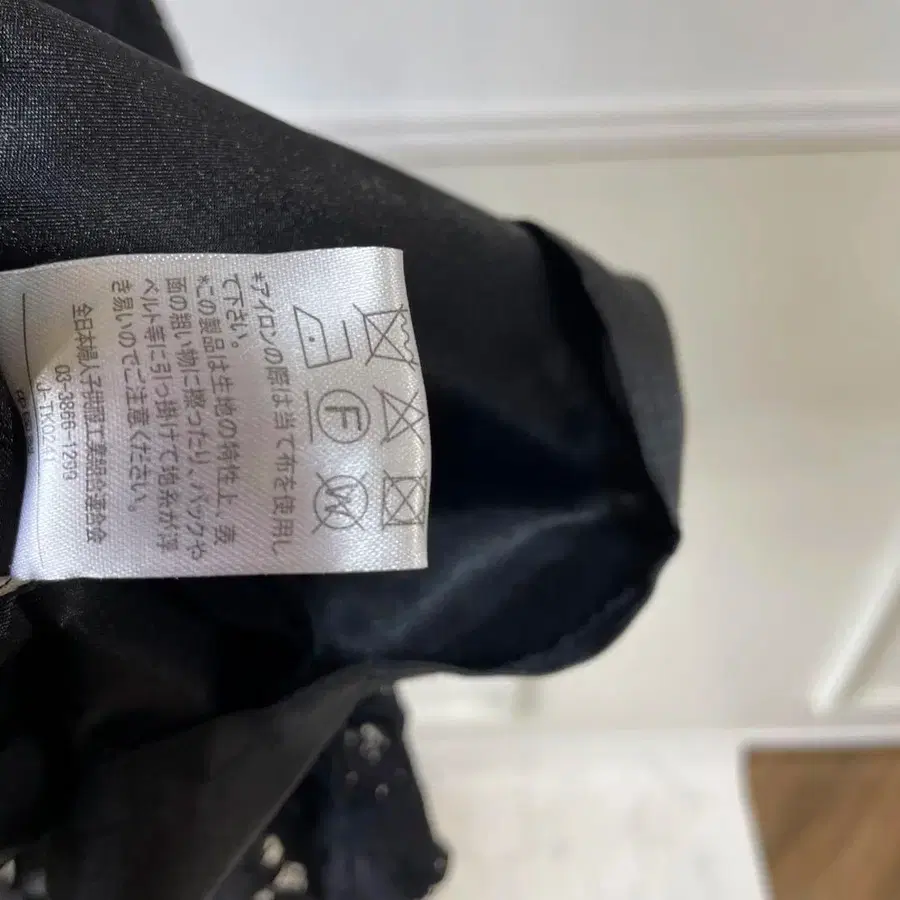 F
W
*アイロンの際は当て布を使用し
て下さい。
*この製品は生地の特性上、表
面の粗い物に擦ったり、バックや
ベルト等に引っ掛けて地糸が浮
き易いのでご注意ください。
全日本婦人子供服工業組合連合会
03-3866-1299
J-TK0241